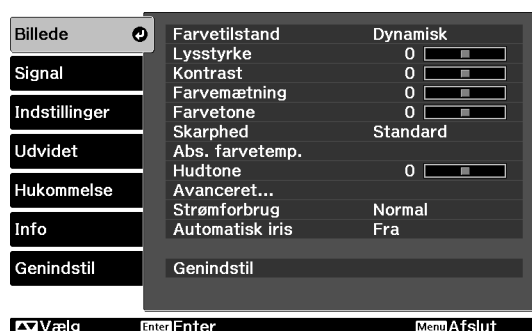 Billede
Signal
Indstillinger
Udvidet
Hukommelse
Info
Genindstil
Farvetilstand Dynamisk
Lysstyrke 0
Kontrast 0
Farvemætning 0
Farvetone 0
Skarphed Standard
Abs. farvetemp.
Hudtone 0
Avanceret...
Strømforbrug Normal
Automatisk iris Fra
Genindstil
Vælg Enter Enter Menu Afslut